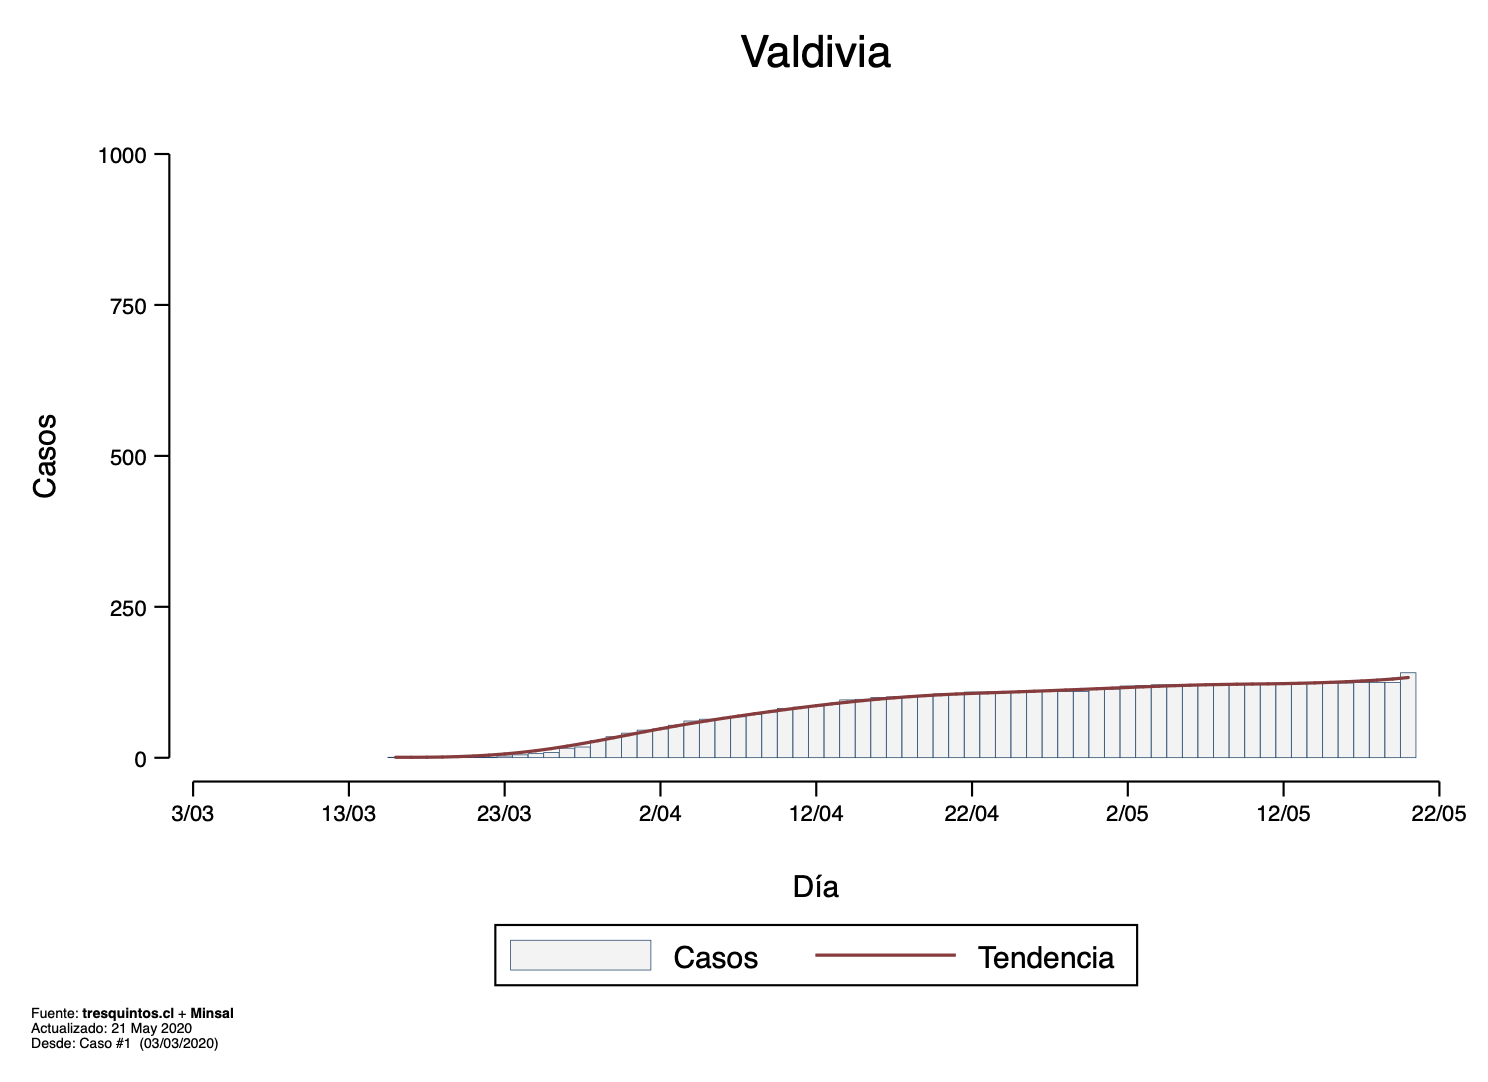 Valdivia
1000
750
500
250
0
Casos
3/03 13/03 23/03 2/04 12/04 22/04 2/05 12/05 22/05
Día
Casos Tendencia
Fuente: tresquintos.cl + Minsal
Actualizado: 21 May 2020
Desde: Caso #1 (03/03/2020)